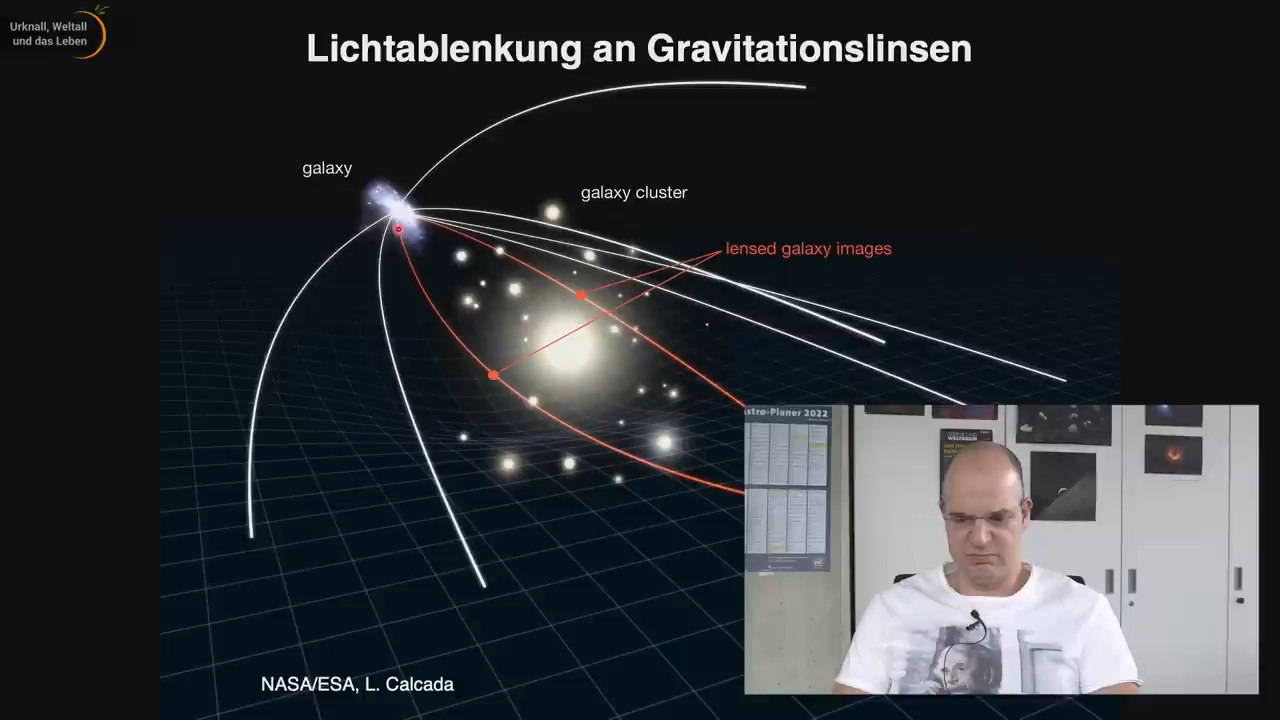 Urknall, Weltall
und das Leben
Lichtablenkung an Gravitationslinsen
galaxy
galaxy cluster
lensed galaxy images
NASA/ESA, L. Calcada
Astro-Planer 2022